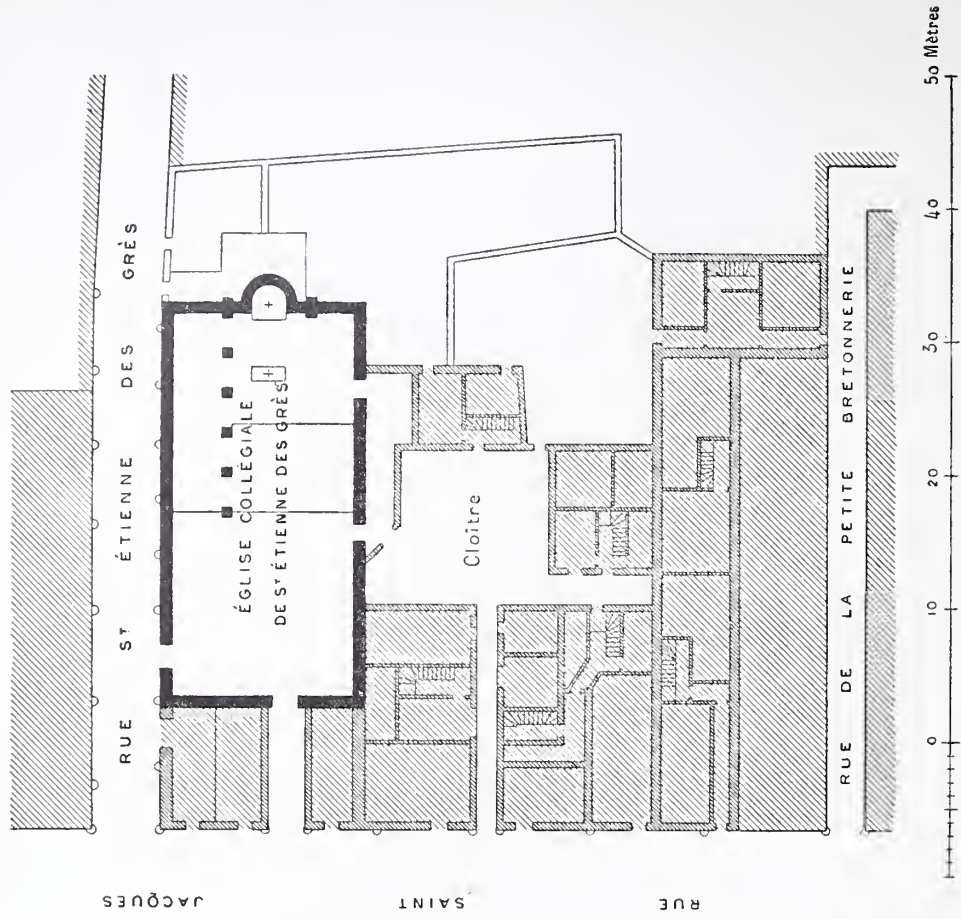 RUE ST ÉTIENNE DES GRÈS
ÉGLISE COLLÉGIALE
DE ST ÉTIENNE DES GRÈS
Cloître
RUE DE LA PETITE BRETONNERIE
RUE SAINT JACQUES
0 10 20 30 40 50 Mètres